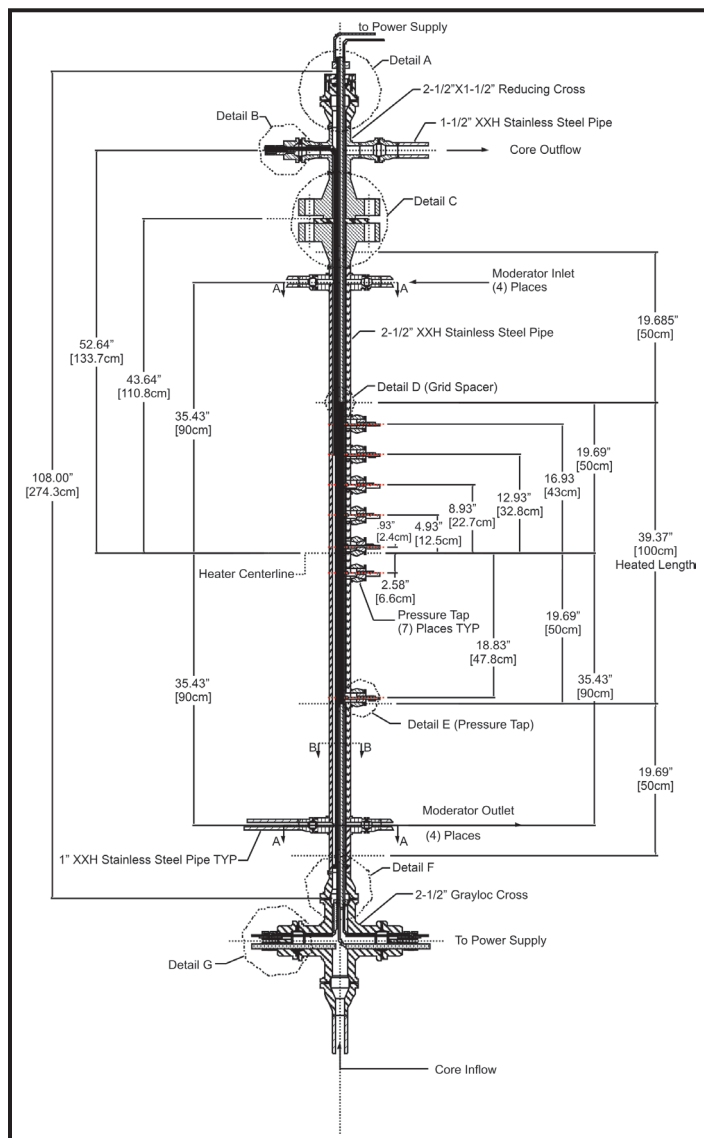 to Power Supply
Detail A
2-1/2”X1-1/2” Reducing Cross
Detail B
1-1/2” XXH Stainless Steel Pipe
Core Outflow
Detail C
Moderator Inlet
(4) Places
A
A
19.685”
[50cm]
2-1/2” XXH Stainless Steel Pipe
52.64”
[133.7cm]
43.64”
[110.8cm]
Detail D (Grid Spacer)
35.43”
[90cm]
19.69”
[50cm]
16.93
[43cm]
108.00”
[274.3cm]
12.93”
[32.8cm]
8.93”
[22.7cm]
4.93”
[12.5cm]
.93”
[2.4cm]
39.37”
[100cm]
Heated Length
Heater Centerline
2.58”
[6.6cm]
Pressure Tap
(7) Places TYP
19.69”
[50cm]
18.83”
[47.8cm]
35.43”
[90cm]
35.43”
[90cm]
Detail E (Pressure Tap)
B
B
19.69”
[50cm]
Moderator Outlet
(4) Places
A
A
1” XXH Stainless Steel Pipe TYP
Detail F
2-1/2” Grayloc Cross
To Power Supply
Detail G
Core Inflow